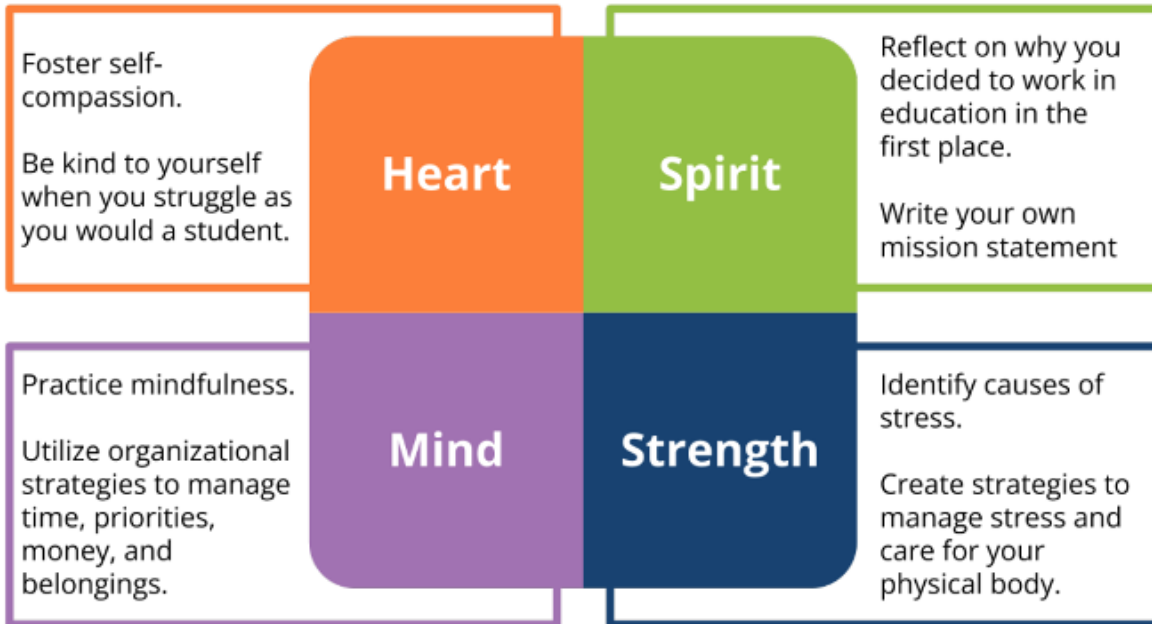 Foster self-
compassion.
Be kind to yourself
when you struggle as
you would a student.
Heart
Spirit
Reflect on why you
decided to work in
education in the
first place.
Write your own
mission statement
Practice mindfulness.
Utilize organizational
strategies to manage
time, priorities,
money, and
belongings.
Mind
Strength
Identify causes of
stress.
Create strategies to
manage stress and
care for your
physical body.